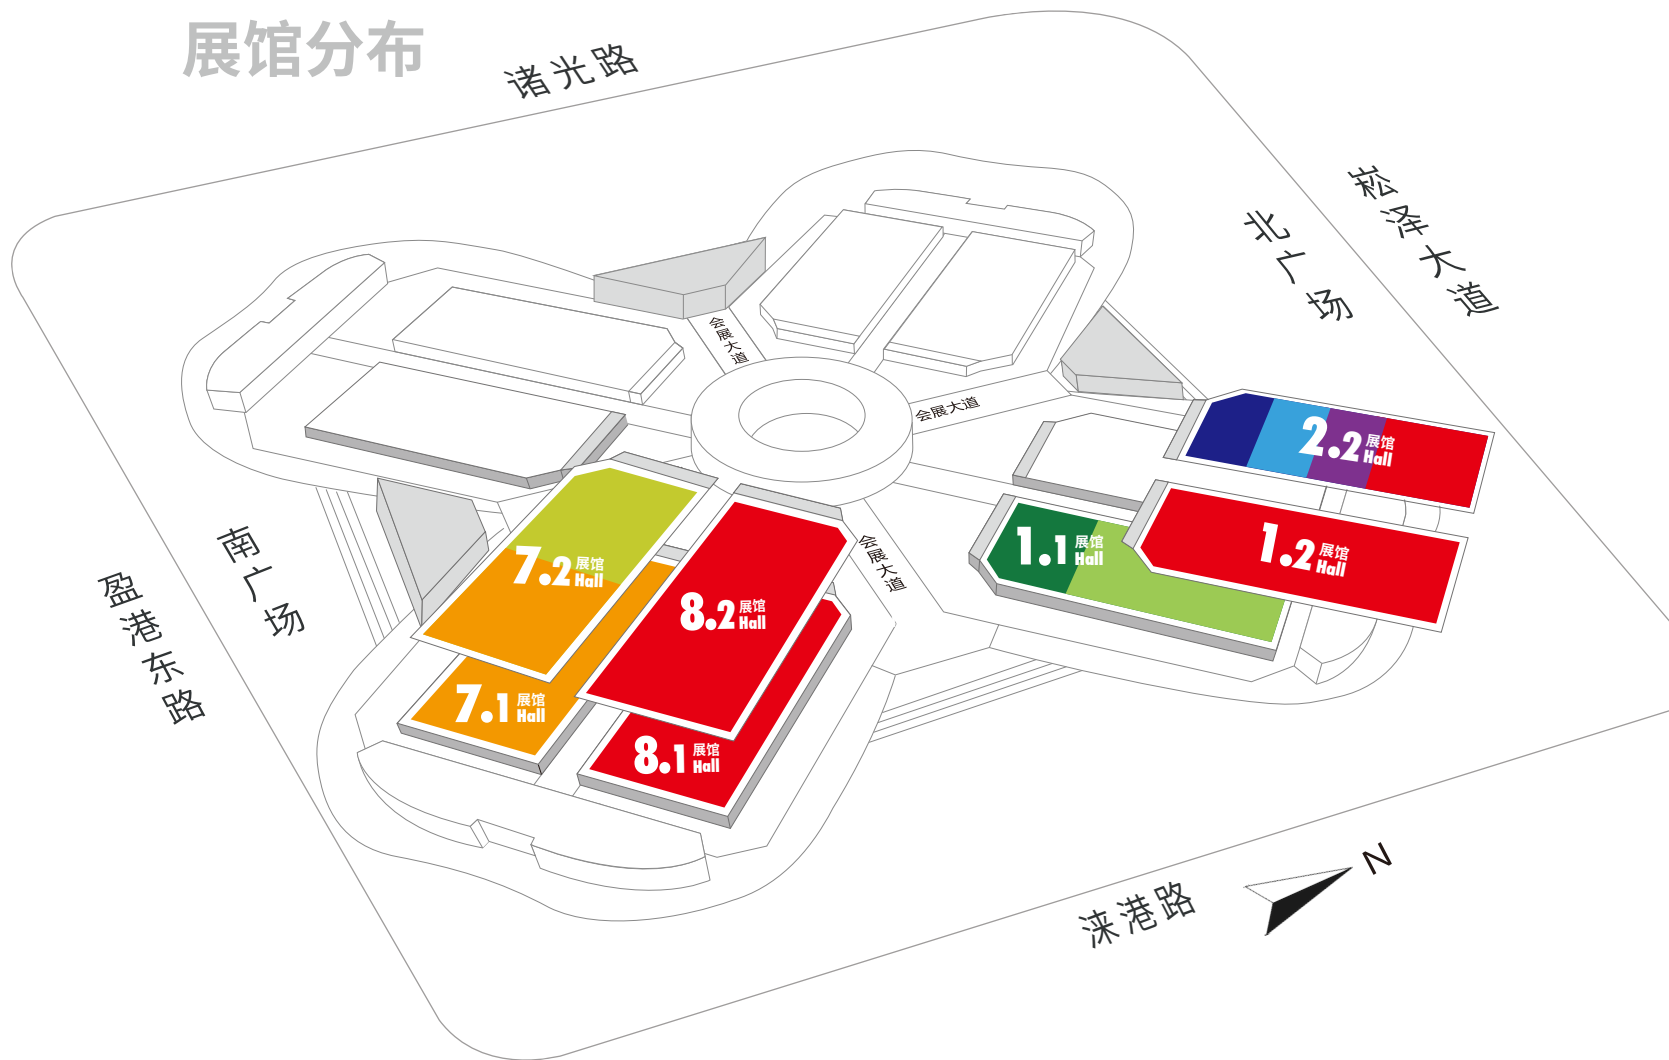 展馆分布
诸光路
崧泽大道
北广场
会展大道
会展大道
2.2 展馆 Hall
1.2 展馆 Hall
1.1 展馆 Hall
会展大道
7.2 展馆 Hall
8.2 展馆 Hall
7.1 展馆 Hall
8.1 展馆 Hall
南广场
盈港东路
涞港路
N